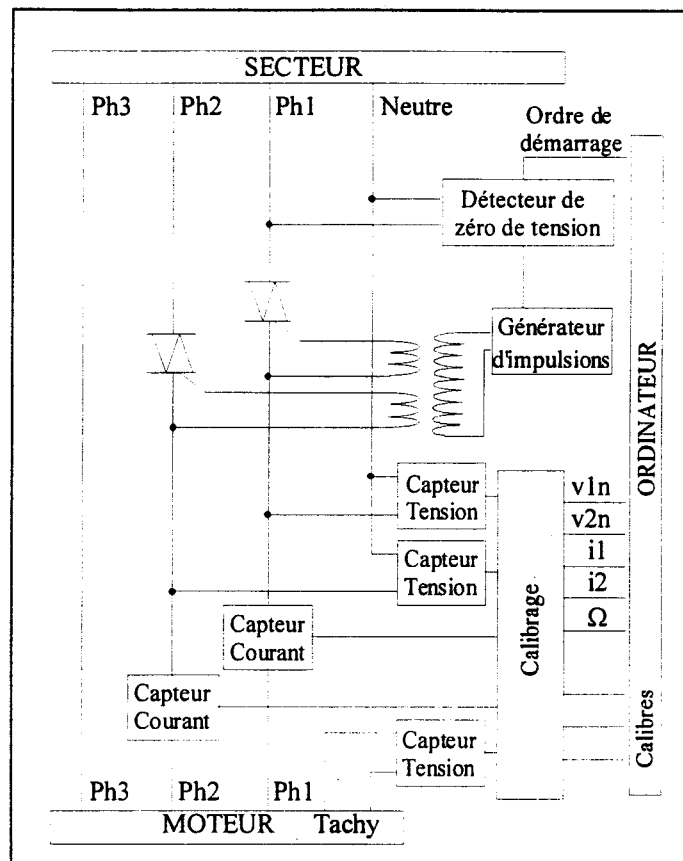 SECTEUR
Ph3 Ph2 Ph1 Neutre
Ordre de
démarrage
Détecteur de
zéro de tension
Générateur
d'impulsions
ORDINATEUR
Capteur
Tension
v1n
v2n
Capteur
Tension
i1
i2
Ω
Calibrage
Capteur
Courant
Capteur
Courant
Capteur
Tension
Calibres
Ph3 Ph2 Ph1
MOTEUR Tachy